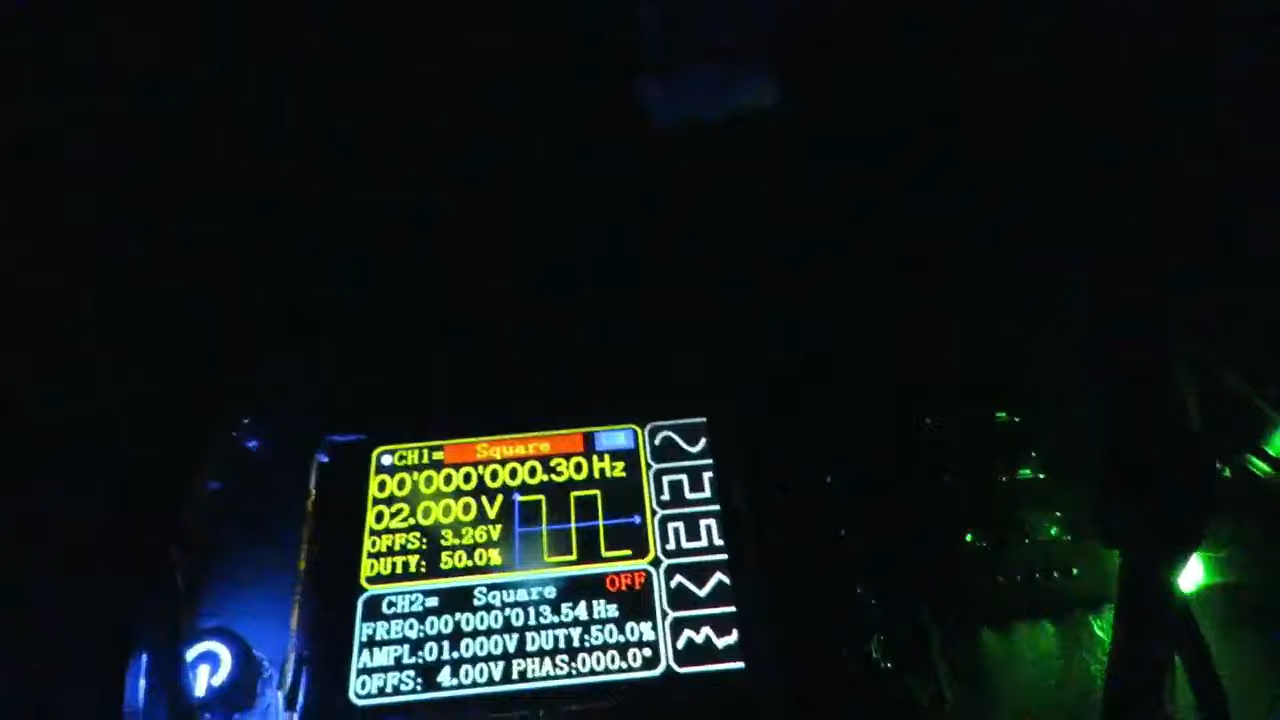 CH1= Square
00'000'000.30 Hz
02.000 V
OFFS: 3.26V
DUTY: 50.0%
CH2= Square OFF
FREQ:00'000'013.54 Hz
AMPL:01.000V DUTY:50.0%
OFFS: 4.00V PHAS:000.0°